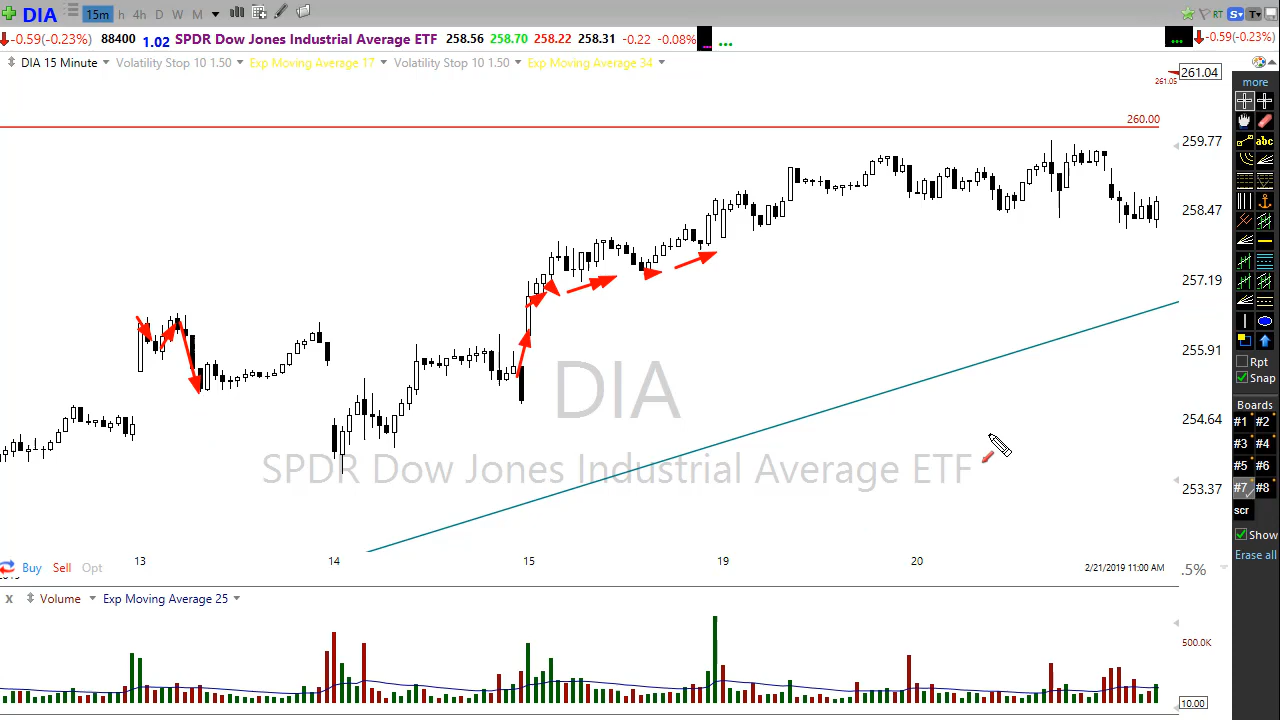 DIA 15m h 4h D W M RT S T
-0.59(-0.23%) 88400 1.02 SPDR Dow Jones Industrial Average ETF 258.56 258.70 258.22 258.31 -0.22 -0.08% ... ... ... -0.59(-0.23%)
DIA 15 Minute Volatility Stop 10 1.50 Exp Moving Average 17 Volatility Stop 10 1.50 Exp Moving Average 34
261.04
261.05
more
260.00
259.77
abc
258.47
257.19
255.91
Rpt
Snap
DIA
Boards
254.64
#1 #2
#3 #4
SPDR Dow Jones Industrial Average ETF
#5 #6
253.37
#7 #8
scr
Show
13 14 15 19 20 2/21/2019 11:00 AM
Erase all
Buy Sell Opt
.5%
x Volume Exp Moving Average 25
500.0K
10.00